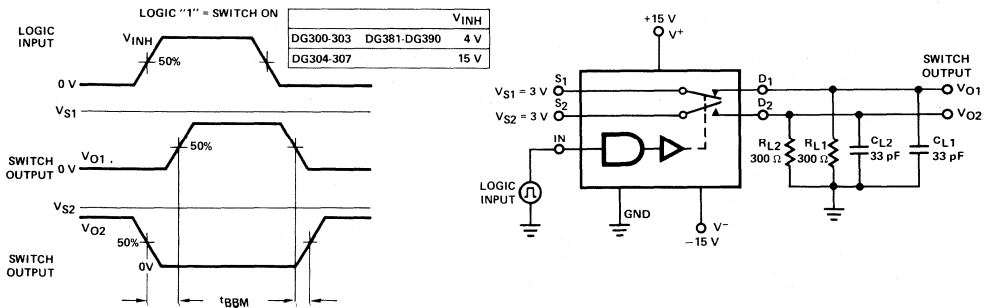 LOGIC "1" = SWITCH ON
V_INH
DG300-303 DG381-DG390 4 V
DG304-307 15 V
LOGIC
INPUT
V_INH
50%
0 V
V_S1
SWITCH
OUTPUT
V_O1
0 V
50%
V_S2
V_O2
50%
SWITCH
OUTPUT
0V
t_BBM
+15 V
V+
S1
V_S1 = 3 V
S2
V_S2 = 3 V
IN
LOGIC
INPUT
GND
V−
−15 V
D1
D2
SWITCH
OUTPUT
V_O1
V_O2
R_L2
300 Ω
R_L1
300 Ω
C_L2
33 pF
C_L1
33 pF